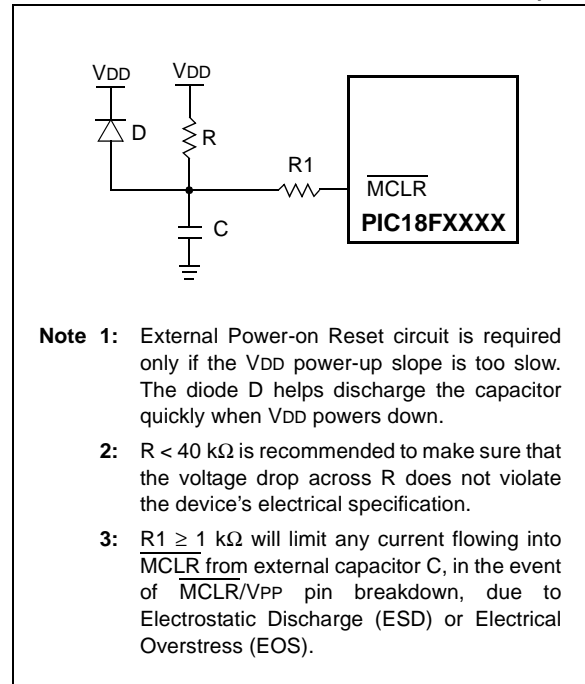 VDD VDD
D R
R1
MCLR
PIC18FXXXX
C
Note 1: External Power-on Reset circuit is required
only if the VDD power-up slope is too slow.
The diode D helps discharge the capacitor
quickly when VDD powers down.
2: R < 40 kΩ is recommended to make sure that
the voltage drop across R does not violate
the device's electrical specification.
3: R1 ≥ 1 kΩ will limit any current flowing into
MCLR from external capacitor C, in the event
of MCLR/VPP pin breakdown, due to
Electrostatic Discharge (ESD) or Electrical
Overstress (EOS).